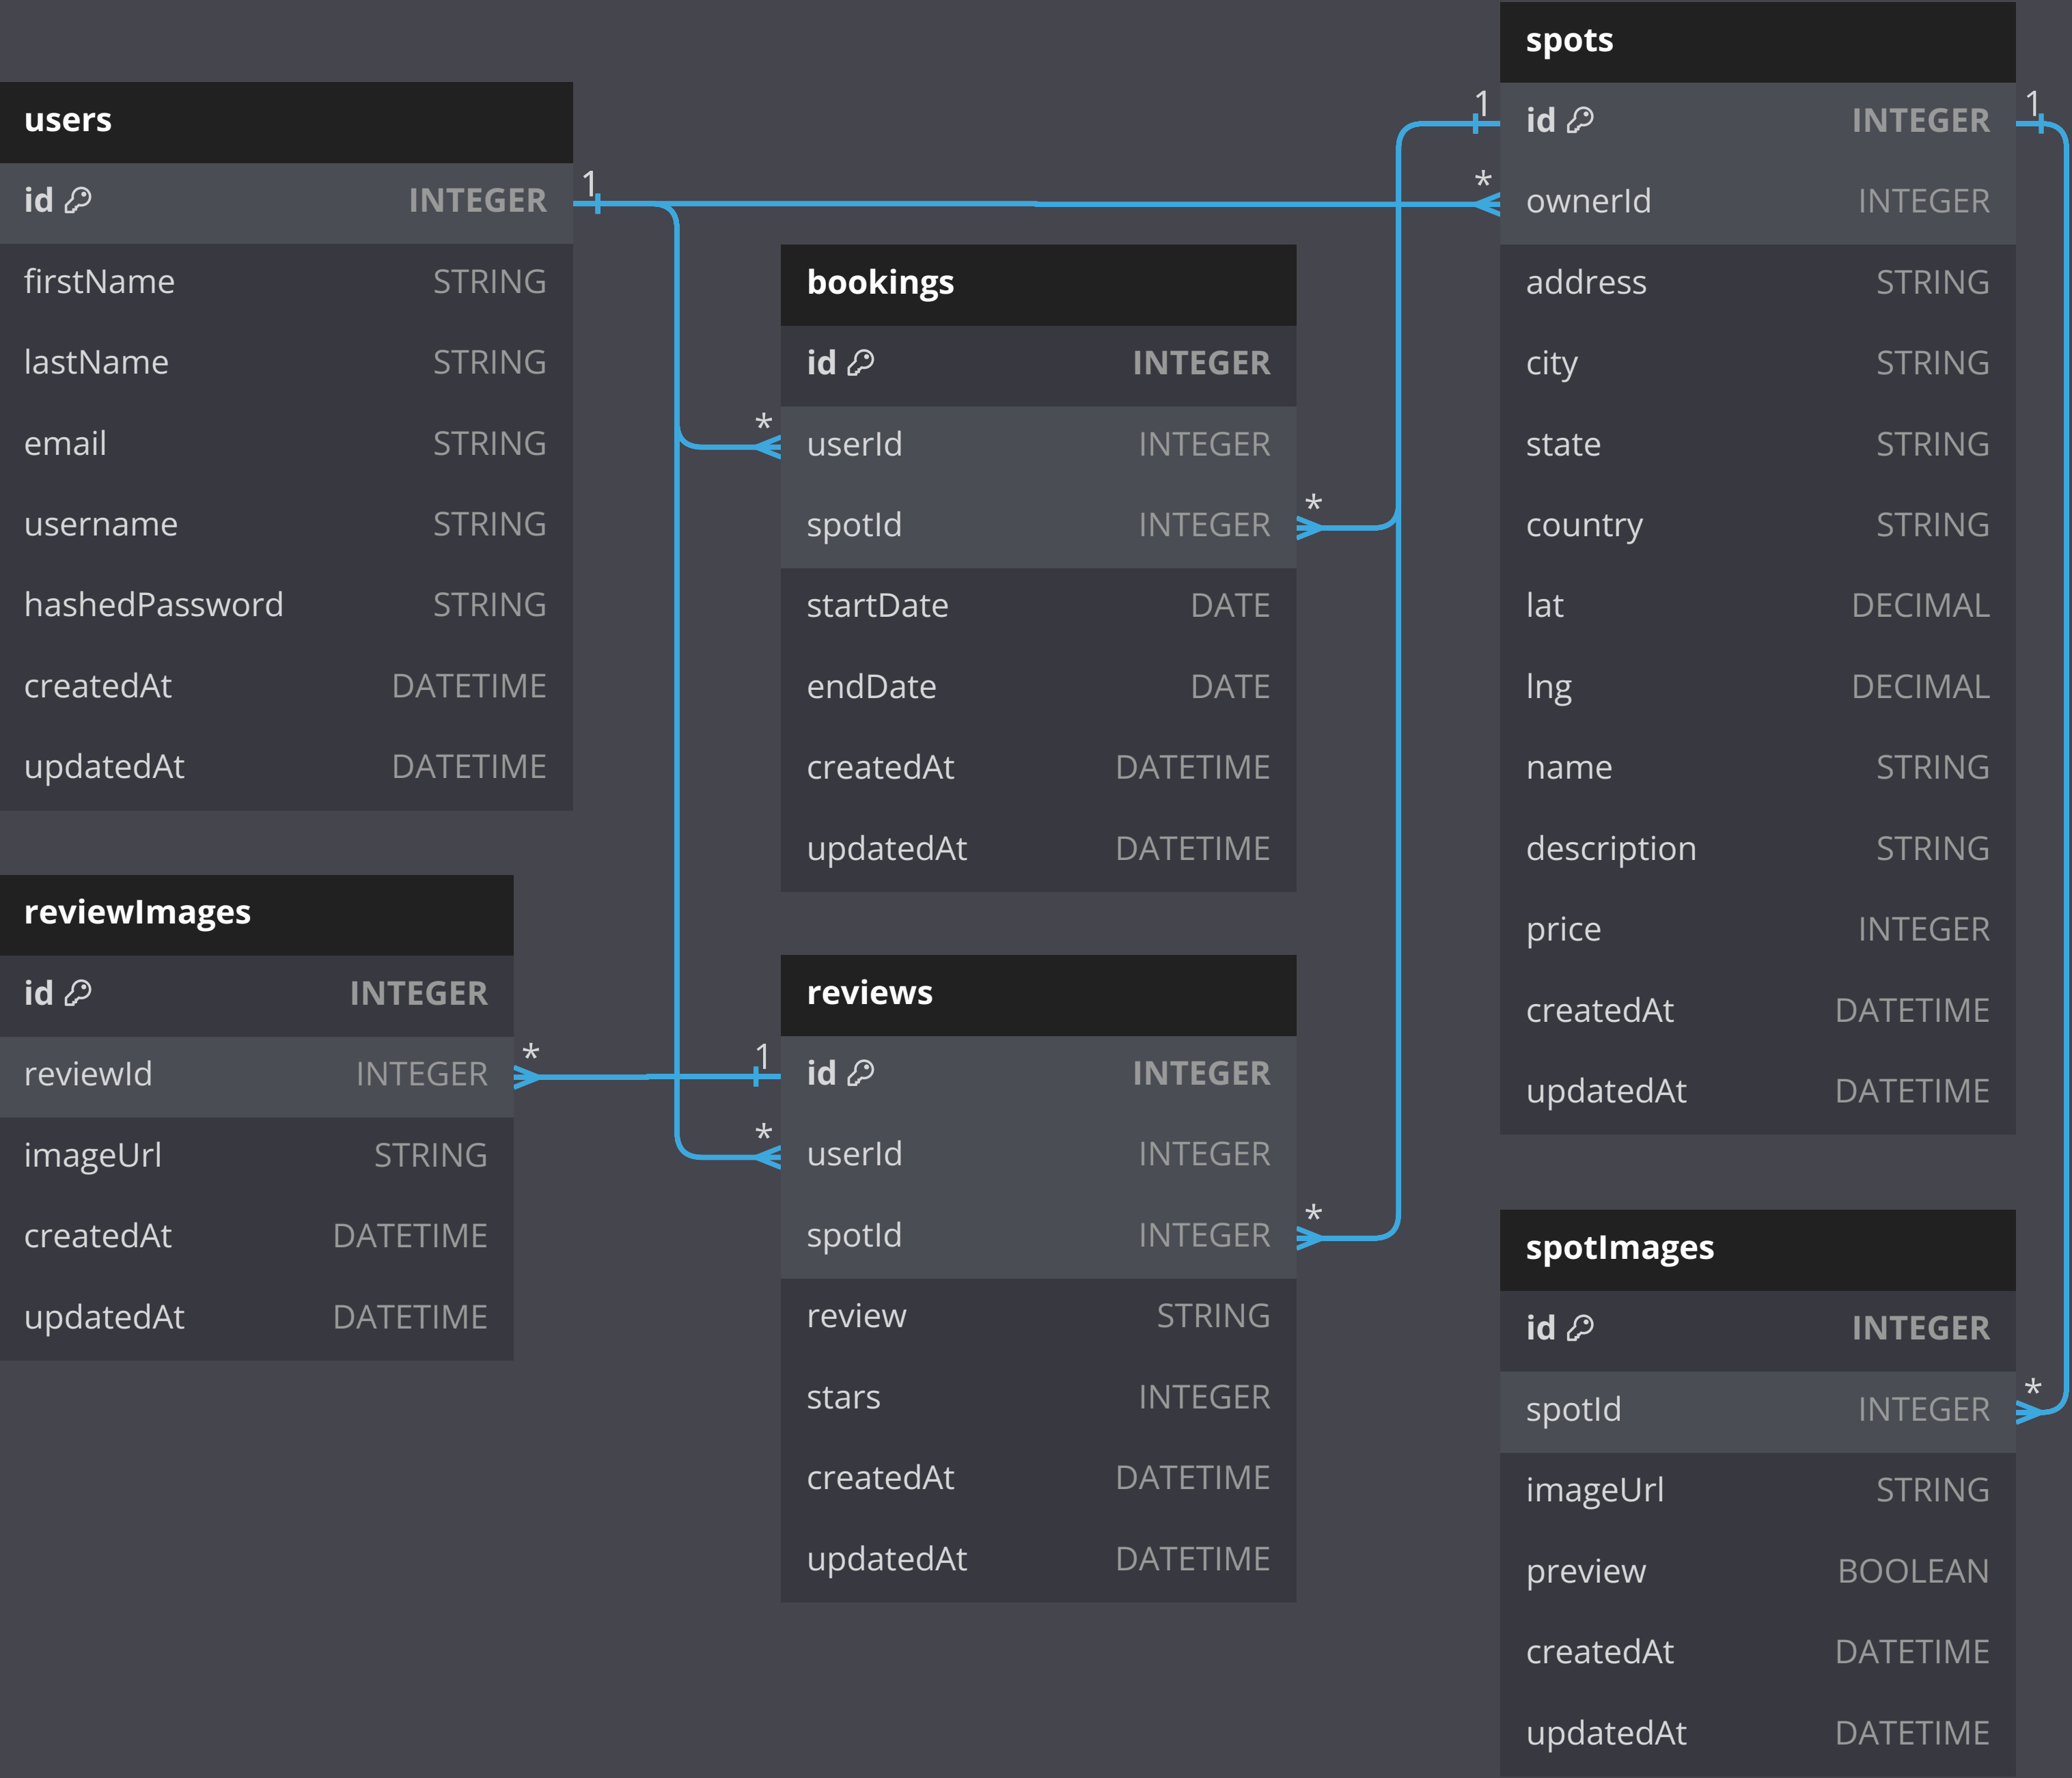 users
id INTEGER
firstName STRING
lastName STRING
email STRING
username STRING
hashedPassword STRING
createdAt DATETIME
updatedAt DATETIME
1
reviewImages
id INTEGER
reviewId INTEGER
imageUrl STRING
createdAt DATETIME
updatedAt DATETIME
*
bookings
id INTEGER
userId INTEGER
spotId INTEGER
startDate DATE
endDate DATE
createdAt DATETIME
updatedAt DATETIME
*
*
reviews
id INTEGER
userId INTEGER
spotId INTEGER
review STRING
stars INTEGER
createdAt DATETIME
updatedAt DATETIME
1
*
*
spots
id INTEGER
ownerId INTEGER
address STRING
city STRING
state STRING
country STRING
lat DECIMAL
lng DECIMAL
name STRING
description STRING
price INTEGER
createdAt DATETIME
updatedAt DATETIME
1
*
1
spotImages
id INTEGER
spotId INTEGER
imageUrl STRING
preview BOOLEAN
createdAt DATETIME
updatedAt DATETIME
*